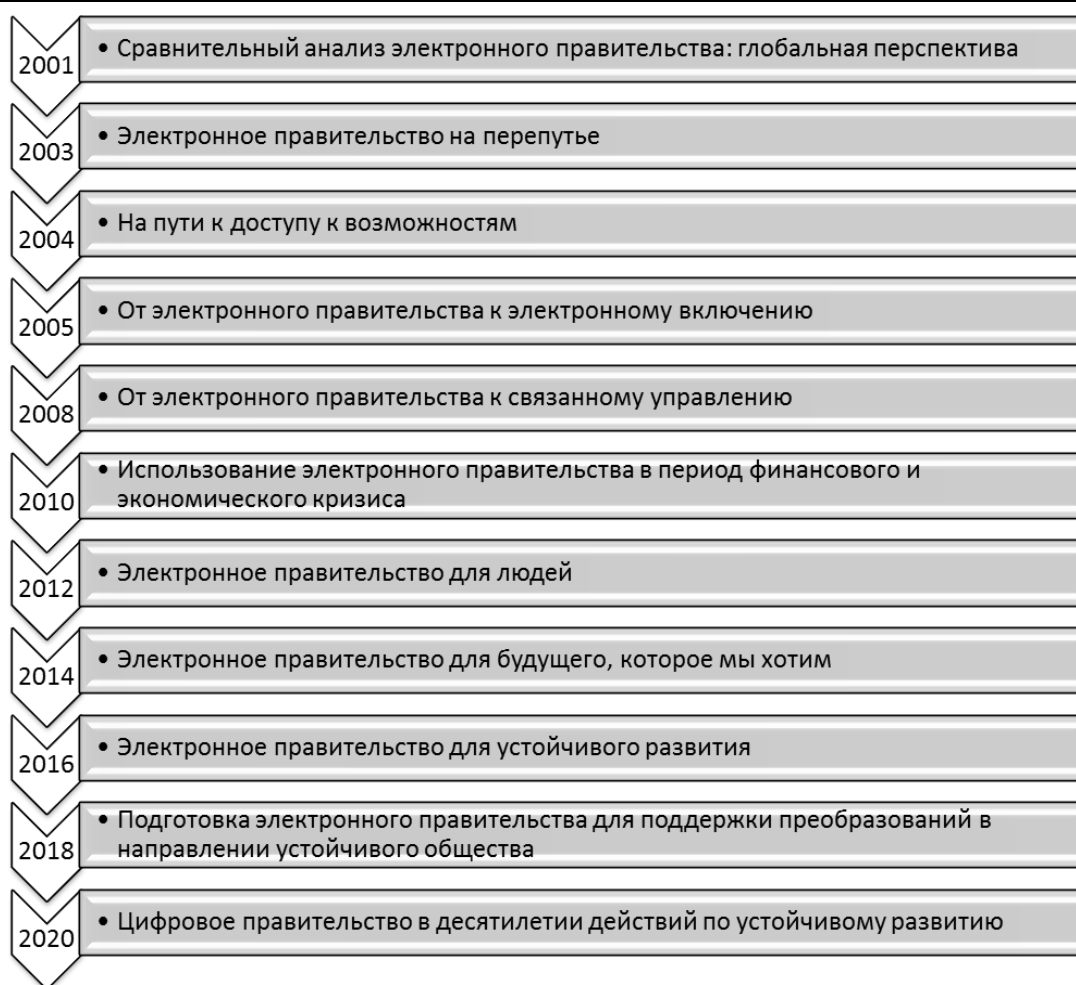 2001
• Сравнительный анализ электронного правительства: глобальная перспектива
2003
• Электронное правительство на перепутье
2004
• На пути к доступу к возможностям
2005
• От электронного правительства к электронному включению
2008
• От электронного правительства к связанному управлению
2010
• Использование электронного правительства в период финансового и
экономического кризиса
2012
• Электронное правительство для людей
2014
• Электронное правительство для будущего, которое мы хотим
2016
• Электронное правительство для устойчивого развития
2018
• Подготовка электронного правительства для поддержки преобразований в
направлении устойчивого общества
2020
• Цифровое правительство в десятилетии действий по устойчивому развитию